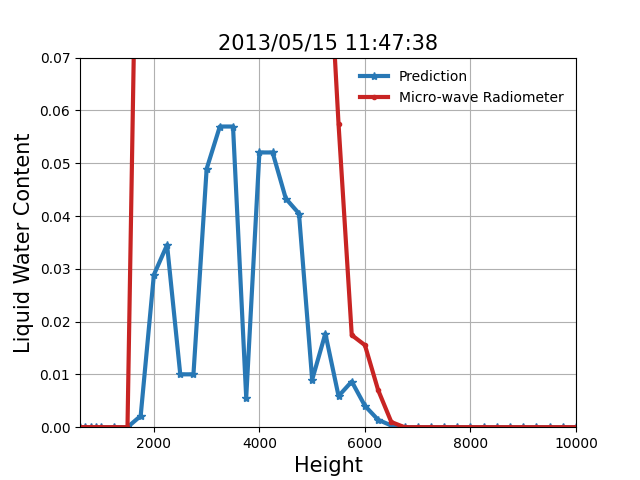 2013/05/15 11:47:38
Prediction
Micro-wave Radiometer
Liquid Water Content
0.07
0.06
0.05
0.04
0.03
0.02
0.01
0.00
2000 4000 6000 8000 10000
Height